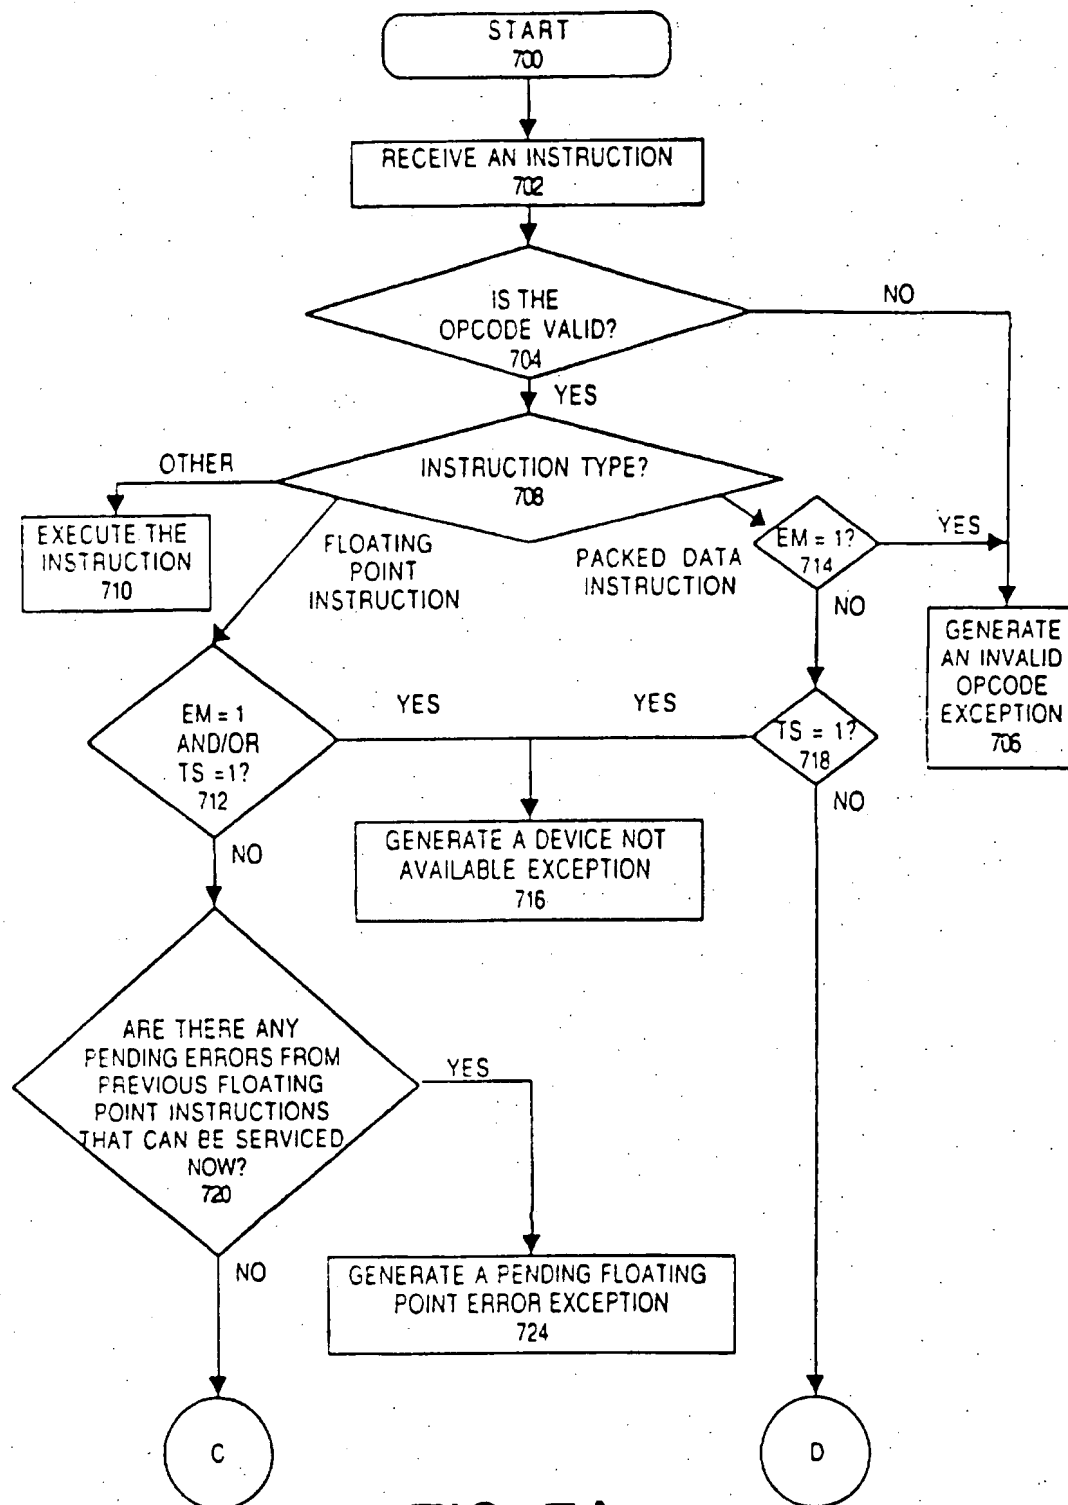 START
700
RECEIVE AN INSTRUCTION
702
IS THE
OPCODE VALID?
704
NO
YES
INSTRUCTION TYPE?
708
OTHER
EXECUTE THE
INSTRUCTION
710
FLOATING
POINT
INSTRUCTION
PACKED DATA
INSTRUCTION
EM = 1?
714
YES
NO
GENERATE
AN INVALID
OPCODE
EXCEPTION
706
EM = 1
AND/OR
TS =1?
712
YES
YES
TS = 1?
718
NO
NO
GENERATE A DEVICE NOT
AVAILABLE EXCEPTION
716
ARE THERE ANY
PENDING ERRORS FROM
PREVIOUS FLOATING
POINT INSTRUCTIONS
THAT CAN BE SERVICED
NOW?
720
YES
NO
GENERATE A PENDING FLOATING
POINT ERROR EXCEPTION
724
C
D